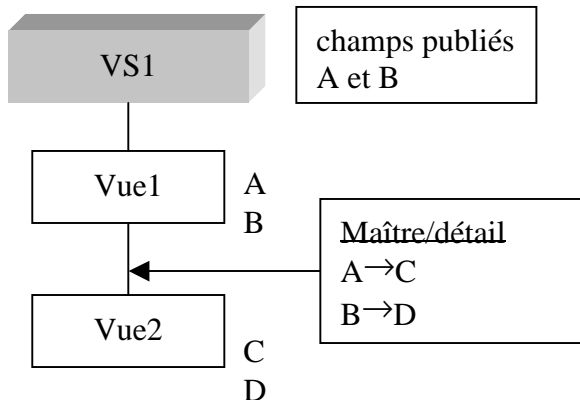 VS1
champs publiés
A et B
Vue1
A
B
Maître/détail
A→C
B→D
Vue2
C
D